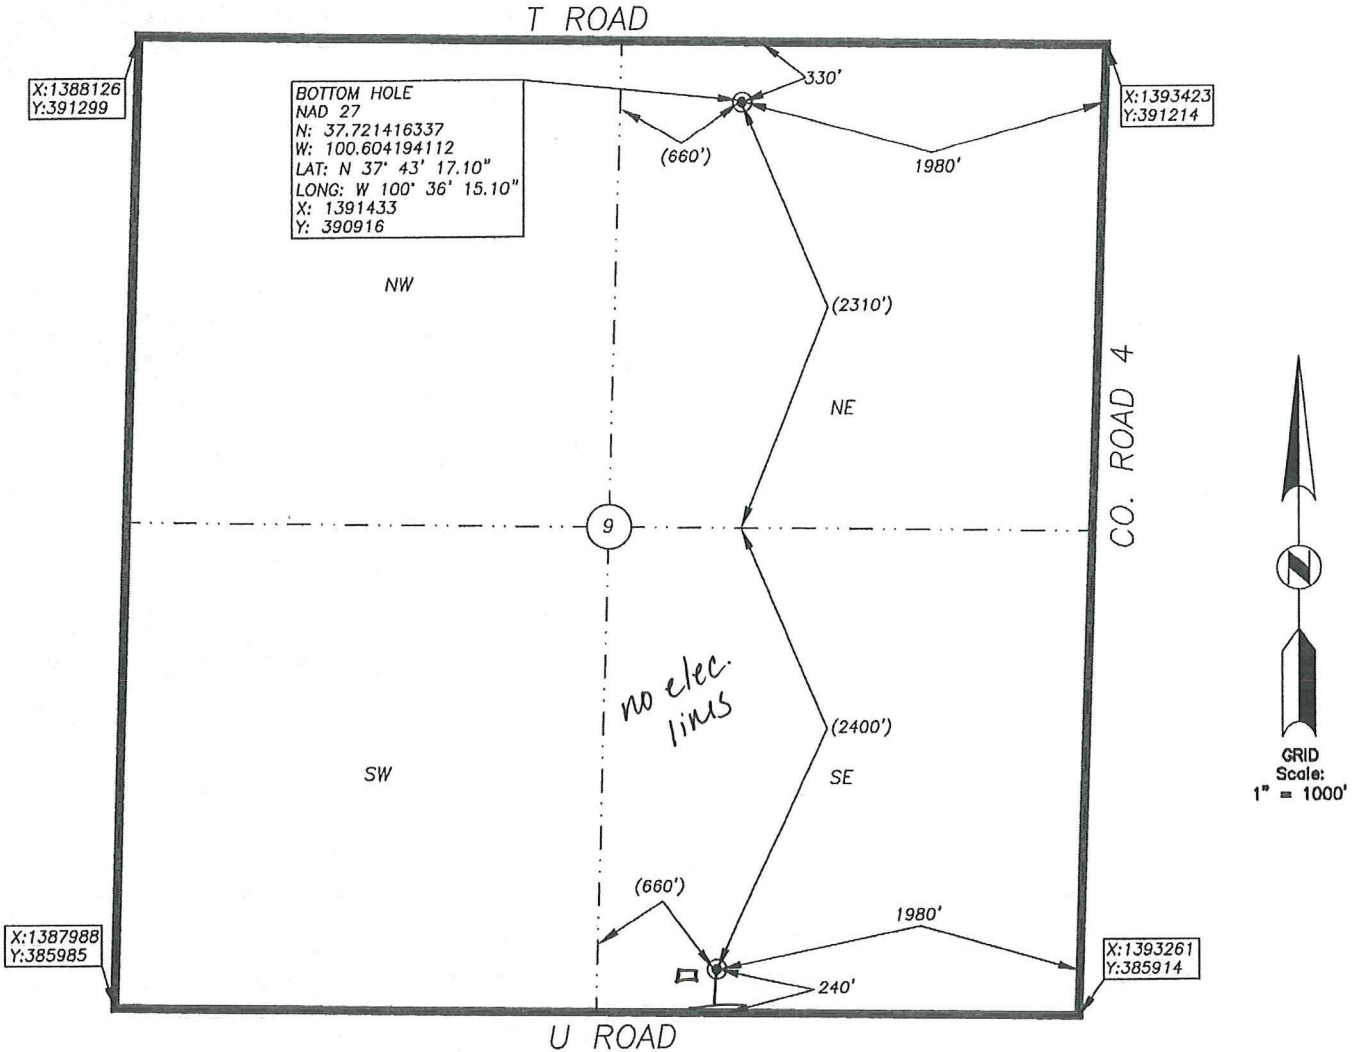 T ROAD
X:1388126
Y:391299
BOTTOM HOLE
NAD 27
N: 37.721416337
W: 100.604194112
LAT: N 37° 43' 17.10"
LONG: W 100° 36' 15.10"
X: 1391433
Y: 390916
330'
X:1393423
Y:391214
(660')
1980'
NW
(2310')
NE
CO. ROAD 4
9
N
no elec.
lines
(2400')
SW
SE
GRID
Scale:
1" = 1000'
(660')
1980'
X:1387988
Y:385985
X:1393261
Y:385914
240'
U ROAD